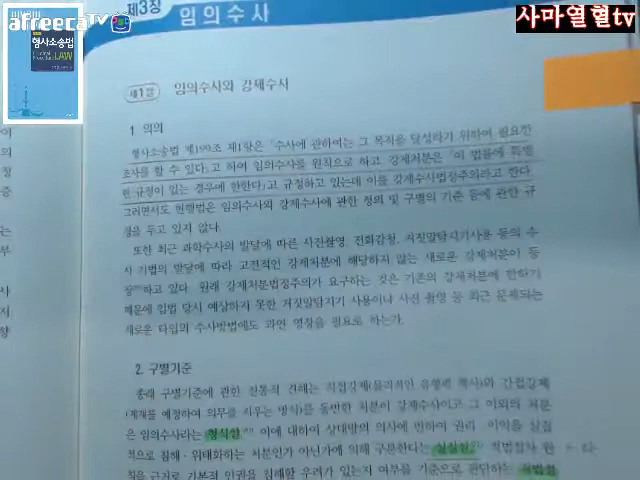 afreecaTV
형사소송법
LAW
사마열혈tv
제3장 임의수사
제1절 임의수사와 강제수사
1 의의
형사소송법 제199조 제1항은 「수사에 관하여는 그 목적을 달성하기 위하여 필요한
조사를 할 수 있다」고 하여 임의수사를 원칙으로 하고 강제처분은 「이 법률에 특별
한 규정이 있는 경우에 한한다」고 규정하고 있는데 이를 강제수사법정주의라고 한다
그러면서도 현행법은 임의수사와 강제수사에 관한 정의 및 구별의 기준 등에 관한 규
정을 두고 있지 않다.
또한 최근 과학수사의 발달에 따른 사진촬영, 전화감청, 거짓말탐지기사용 등의 수
사 기법의 발달에 따라 고전적인 강제처분에 해당하지 않는 새로운 강제처분이 등
장하고 있다. 원래 강제처분법정주의가 요구하는 것은 기존의 강제처분에 한하기
때문에 입법 당시 예상하지 못한 거짓말탐지기 사용이나 사진 촬영 등 최근 문제되는
새로운 타입의 수사방법에도 과연 영장을 필요로 하는가.
2. 구별기준
종래 구별기준에 관한 전통적 견해는 직접강제(물리적인 유형력 행사)와 간접강제
(제재를 예정하여 의무를 지우는 방식)를 동반한 처분이 강제수사이고 그 이외의 처분
은 임의수사라는 형식설 이에 대하여 상대방의 의사에 반하여 권리 이익을 실질
적으로 침해·위태화하는 처분인가 아닌가에 의해 구분한다는 실질설, 적법절차 원
칙을 근거로 기본적 인권을 침해할 우려가 있는지 여부를 기준으로 판단하는 적법절